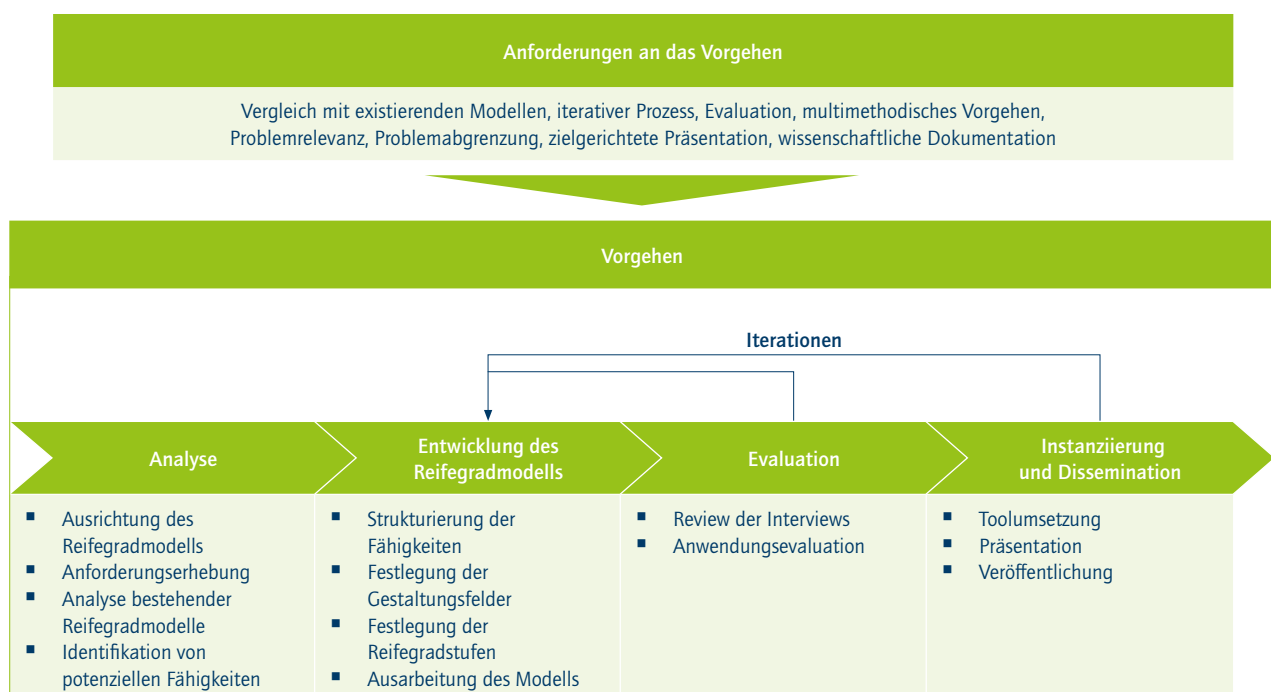 Anforderungen an das Vorgehen
Vergleich mit existierenden Modellen, iterativer Prozess, Evaluation, multimethodisches Vorgehen,
Problemrelevanz, Problemabgrenzung, zielgerichtete Präsentation, wissenschaftliche Dokumentation
Vorgehen
Iterationen
Analyse
■ Ausrichtung des
Reifegradmodells
■ Anforderungserhebung
■ Analyse bestehender
Reifegradmodelle
■ Identifikation von
potenziellen Fähigkeiten
Entwicklung des
Reifegradmodells
■ Strukturierung der
Fähigkeiten
■ Festlegung der
Gestaltungsfelder
■ Festlegung der
Reifegradstufen
■ Ausarbeitung des Modells
Evaluation
■ Review der Interviews
■ Anwendungsevaluation
Instanziierung
und Dissemination
■ Toolumsetzung
■ Präsentation
■ Veröffentlichung